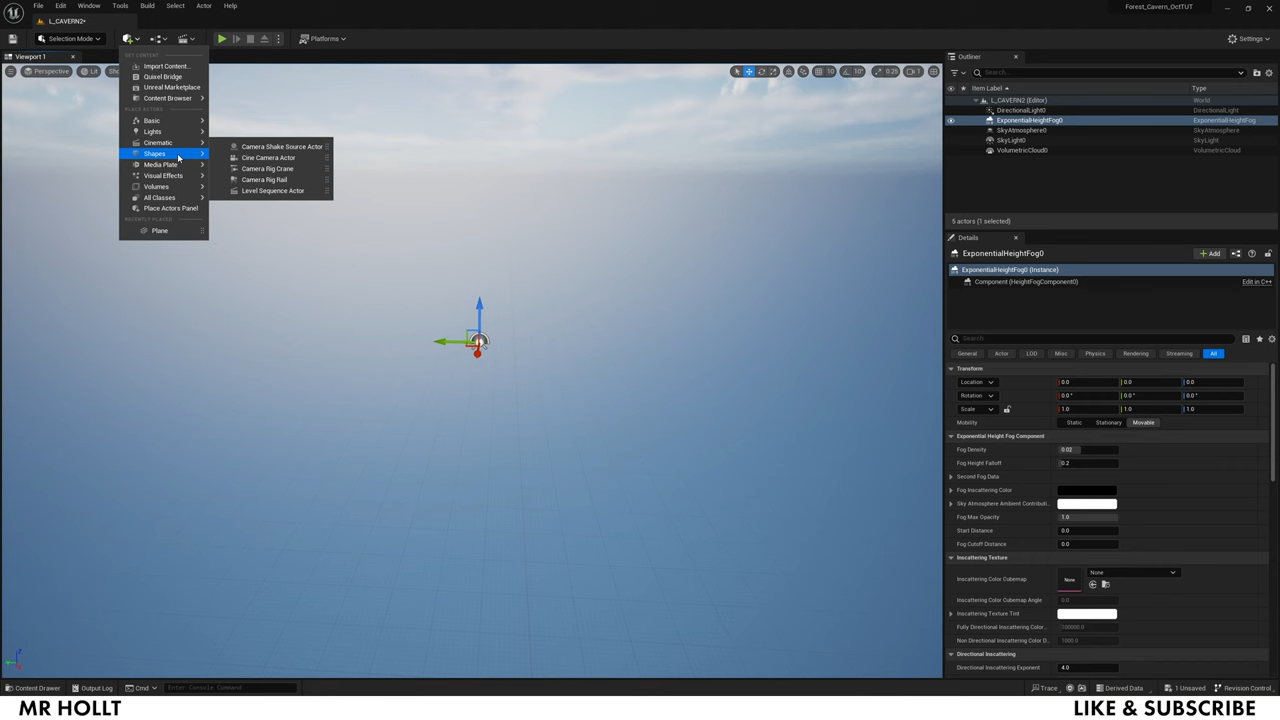 File Edit Window Tools Build Select Actor Help
Forest_Cavern_OctTUT
L_CAVERN2*
Selection Mode
Platforms
Settings
Viewport 1
Perspective
Lit
Sho
10
10°
0.25
1
GET CONTENT
Import Content...
Quixel Bridge
Unreal Marketplace
Content Browser
PLACE ACTORS
Basic
Lights
Cinematic
Shapes
Media Plate
Visual Effects
Volumes
All Classes
Place Actors Panel
RECENTLY PLACED
Plane
Camera Shake Source Actor
Cine Camera Actor
Camera Rig Crane
Camera Rig Rail
Level Sequence Actor
Outliner
Search...
Item Label
Type
L_CAVERN2 (Editor) World
DirectionalLight0 DirectionalLight
ExponentialHeightFog0 ExponentialHeightFog
SkyAtmosphere0 SkyAtmosphere
SkyLight0 SkyLight
VolumetricCloud0 VolumetricCloud
5 actors (1 selected)
Details
ExponentialHeightFog0
Add
ExponentialHeightFog0 (Instance)
Component (HeightFogComponent0) Edit in C++
Search
General Actor LOD Misc Physics Rendering Streaming All
Transform
Location 0.0 0.0 0.0
Rotation 0.0° 0.0° 0.0°
Scale 1.0 1.0 1.0
Mobility Static Stationary Movable
Exponential Height Fog Component
Fog Density 0.02
Fog Height Falloff 0.2
Second Fog Data
Fog Inscattering Color
Sky Atmosphere Ambient Contributi...
Fog Max Opacity 1.0
Start Distance 0.0
Fog Cutoff Distance 0.0
Inscattering Texture
Inscattering Color Cubemap None None
Inscattering Color Cubemap Angle 0.0
Inscattering Texture Tint
Fully Directional Inscattering Color... 100000.0
Non Directional Inscattering Color D... 1000.0
Directional Inscattering
Directional Inscattering Exponent 4.0
Content Drawer Output Log Cmd Enter Console Command
Trace Derived Data 1 Unsaved Revision Control
MR HOLLT
LIKE & SUBSCRIBE